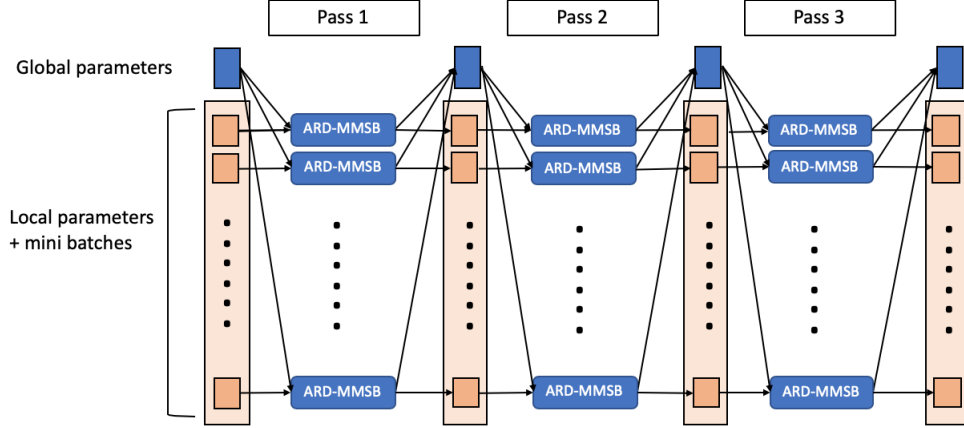 Pass 1
Pass 2
Pass 3
Global parameters
ARD-MMSB
ARD-MMSB
ARD-MMSB
ARD-MMSB
ARD-MMSB
ARD-MMSB
Local parameters
+ mini batches
ARD-MMSB
ARD-MMSB
ARD-MMSB